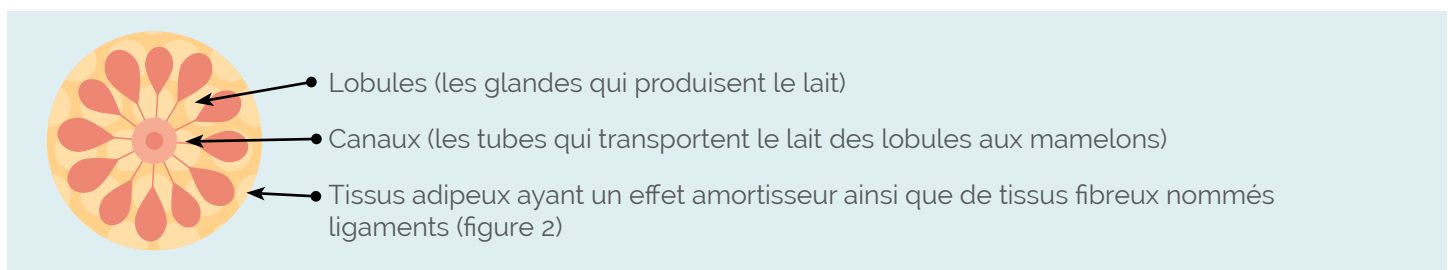 Lobules (les glandes qui produisent le lait)
Canaux (les tubes qui transportent le lait des lobules aux mamelons)
Tissus adipeux ayant un effet amortisseur ainsi que de tissus fibreux nommés
ligaments (figure 2)